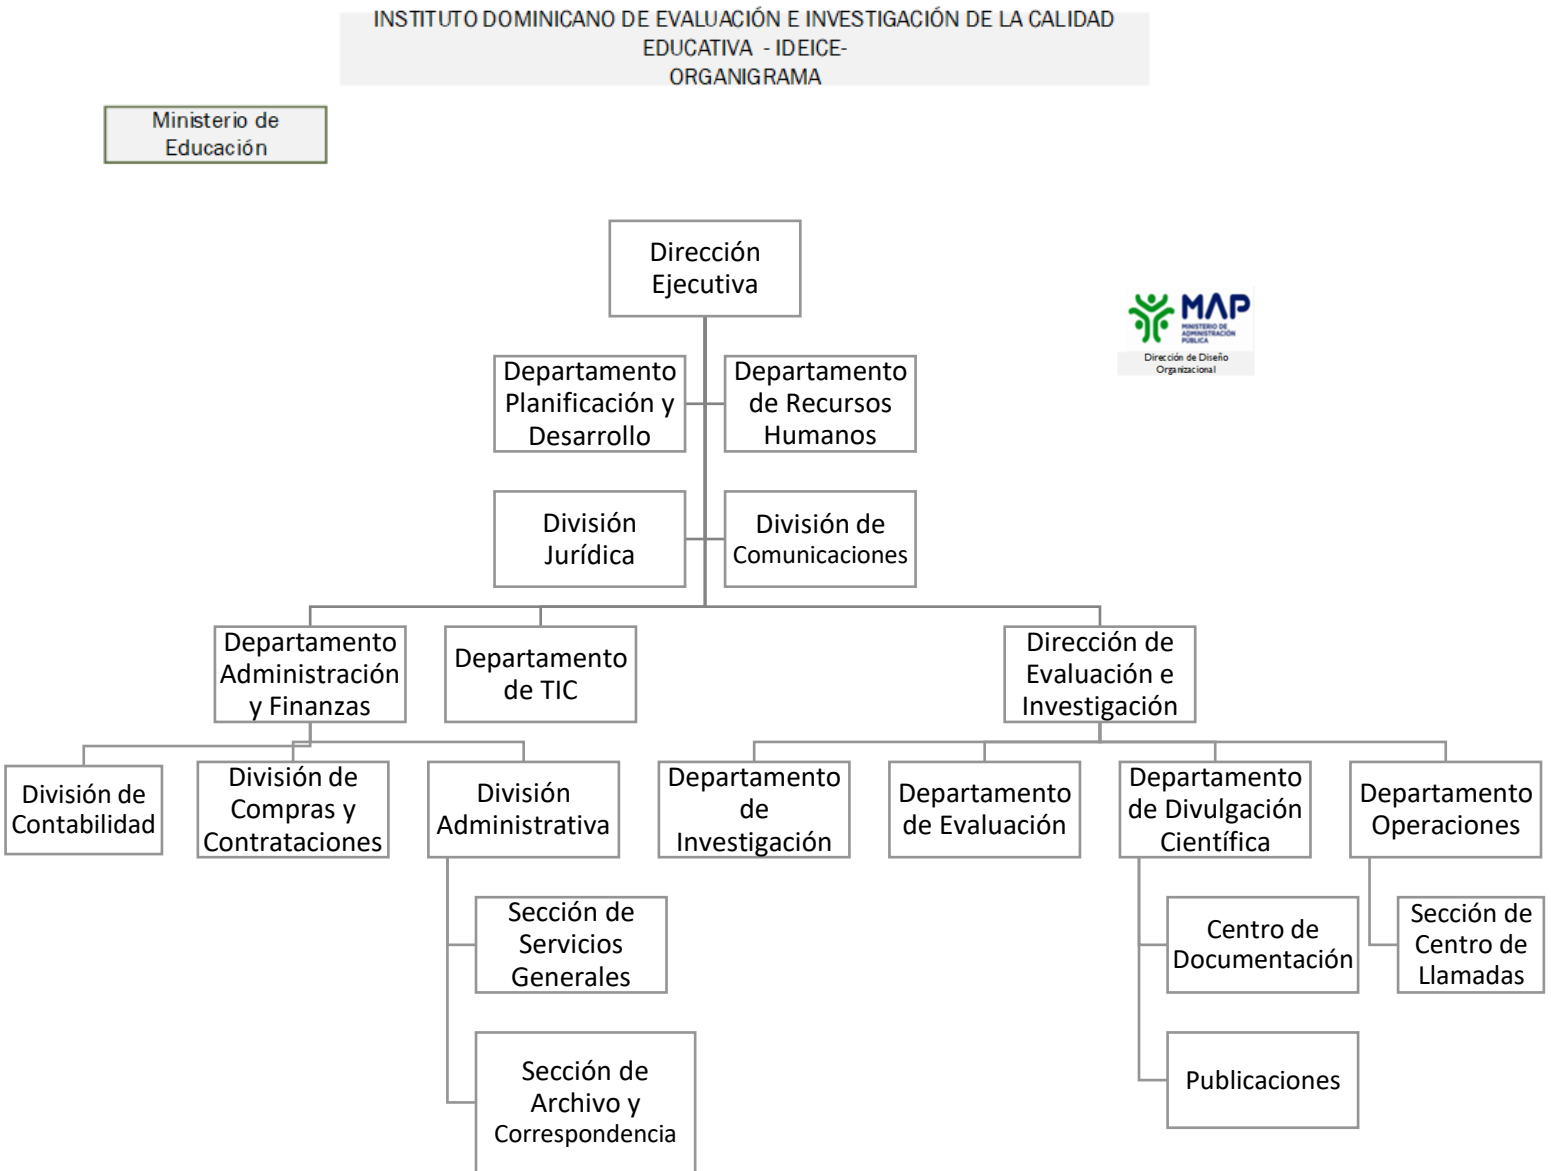 INSTITUTO DOMINICANO DE EVALUACIÓN E INVESTIGACIÓN DE LA CALIDAD
EDUCATIVA - IDEICE-
ORGANIGRAMA
Ministerio de
Educación
Dirección
Ejecutiva
MAP
MINISTERIO DE
ADMINISTRACIÓN
PÚBLICA
Dirección de Diseño
Organizacional
Departamento
Planificación y
Desarrollo
Departamento
de Recursos
Humanos
División
Jurídica
División de
Comunicaciones
Departamento
Administración
y Finanzas
Departamento
de TIC
Dirección de
Evaluación e
Investigación
División de
Contabilidad
División de
Compras y
Contrataciones
División
Administrativa
Departamento
de
Investigación
Departamento
de Evaluación
Departamento
de Divulgación
Científica
Departamento
Operaciones
Sección de
Servicios
Generales
Centro de
Documentación
Sección de
Centro de
Llamadas
Sección de
Archivo y
Correspondencia
Publicaciones